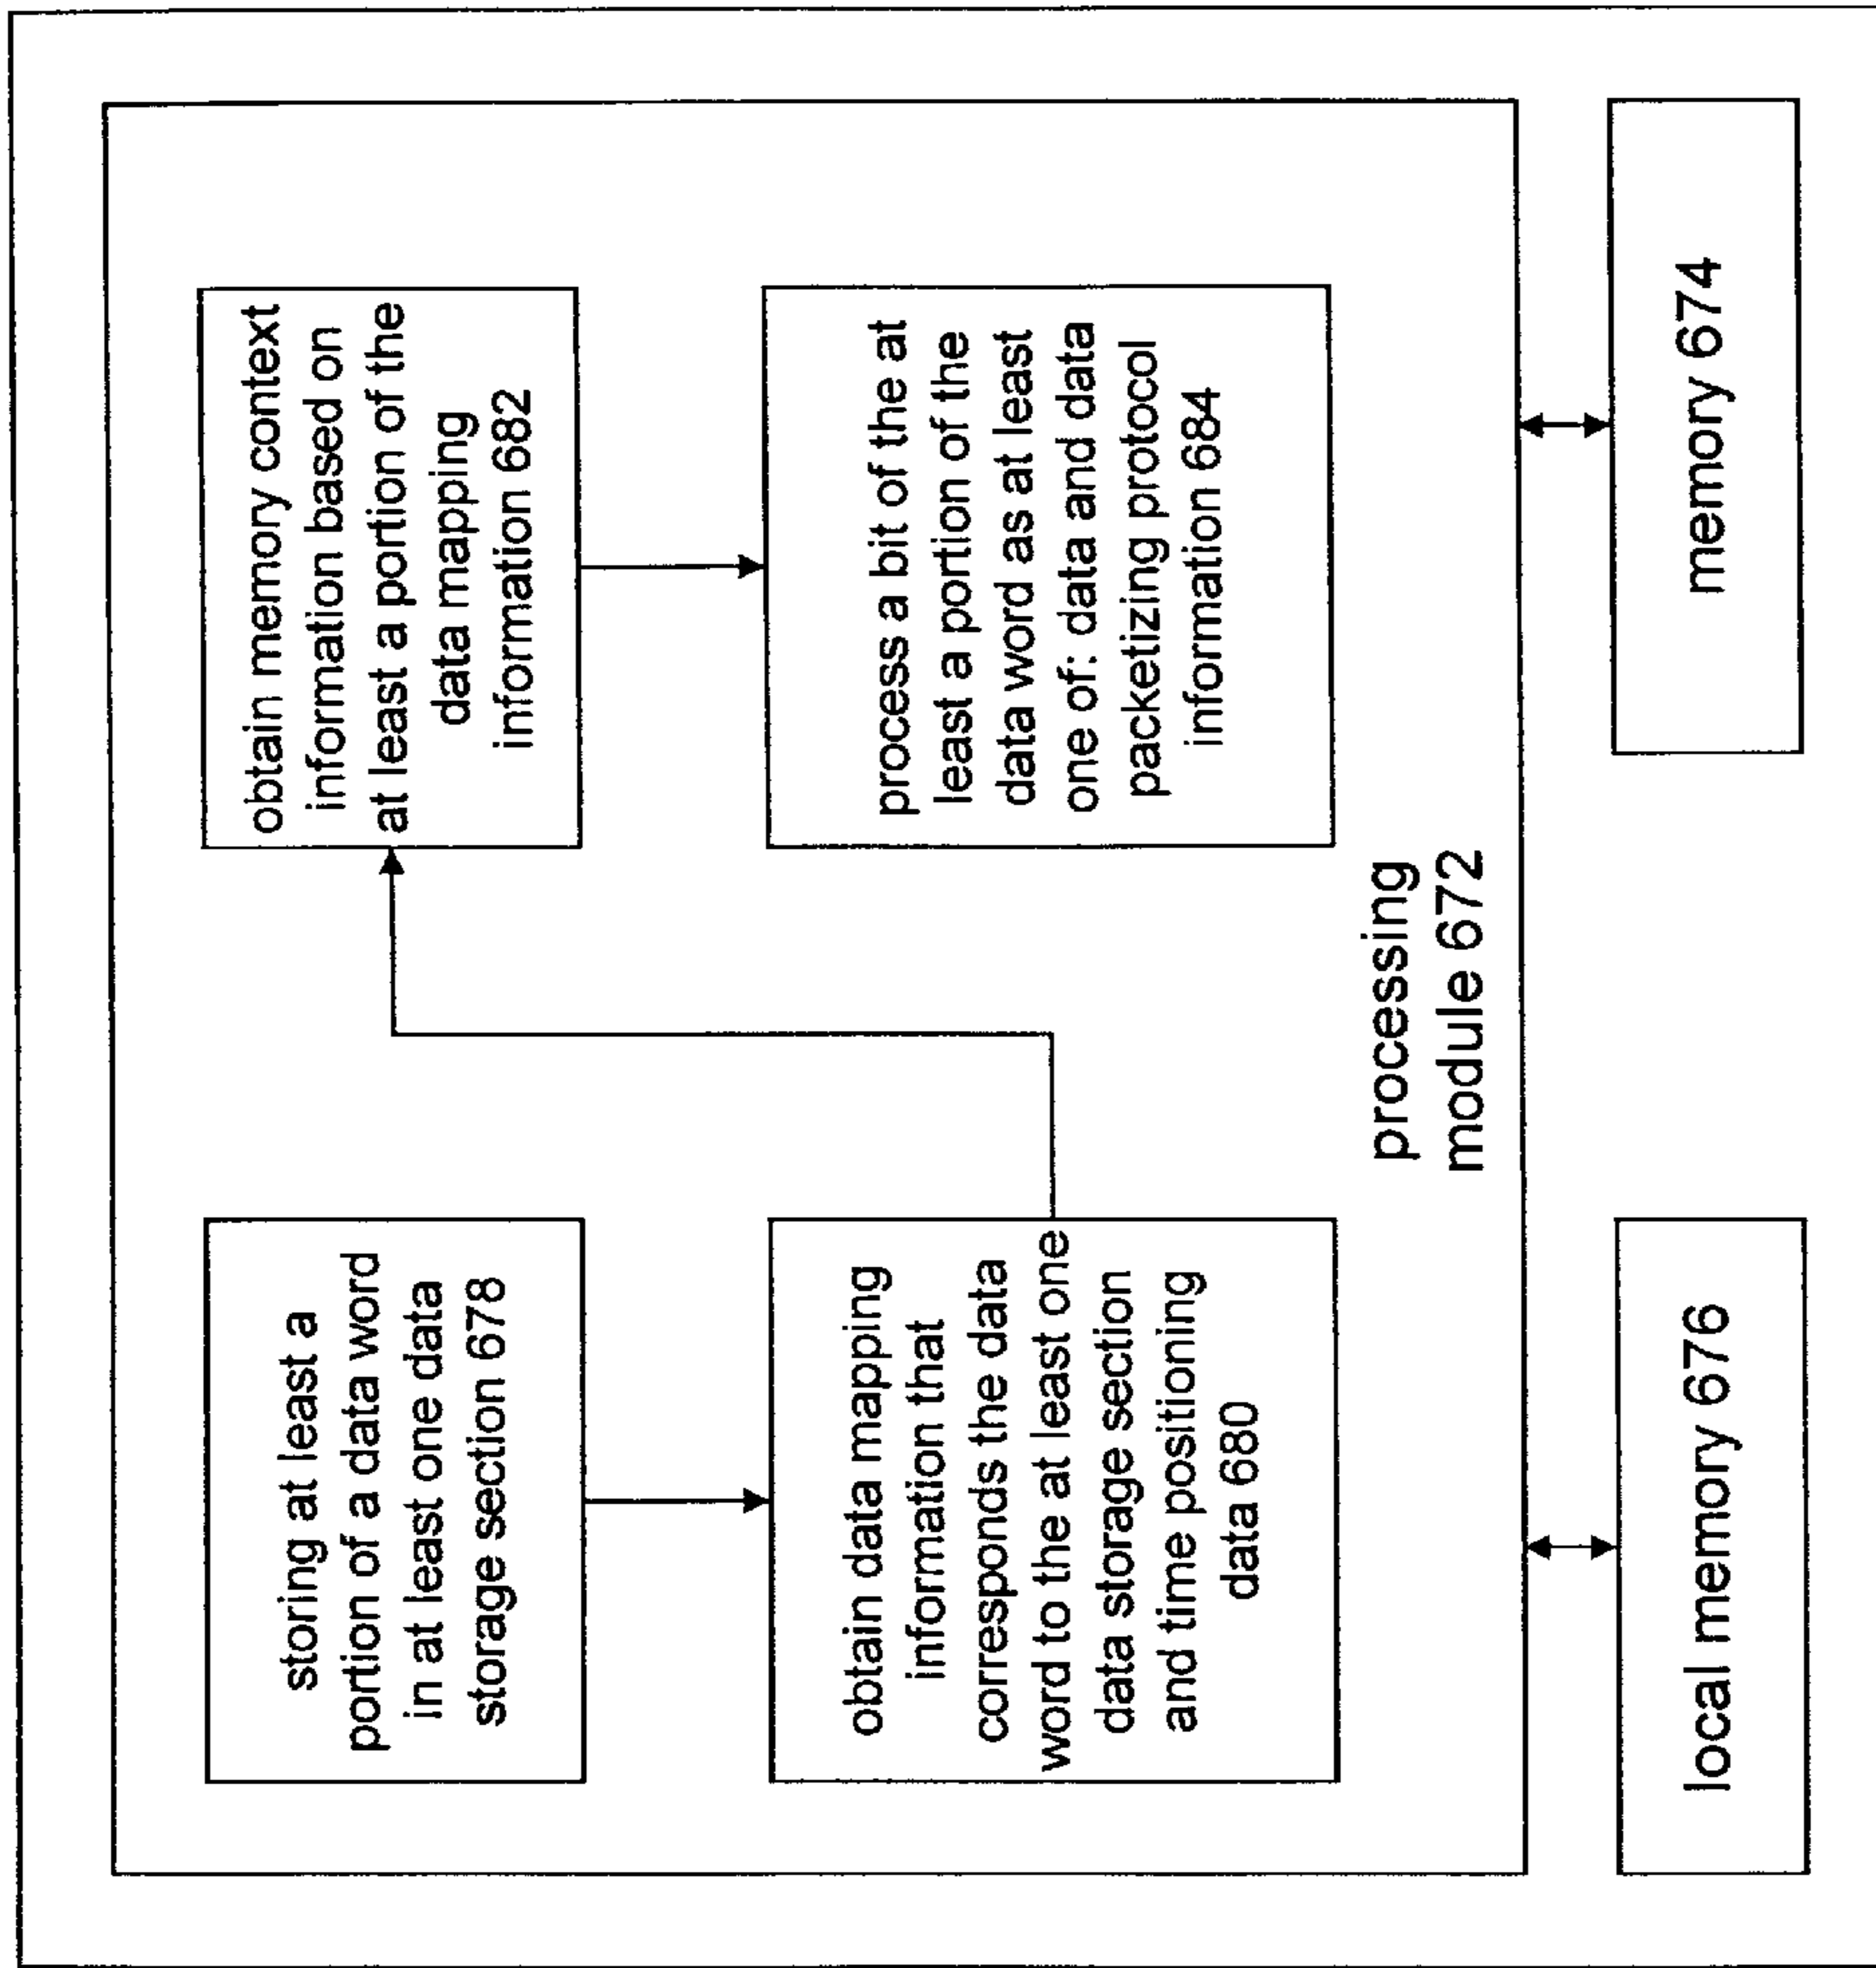 storing at least a
portion of a data word
in at least one data
storage section 678
obtain data mapping
information that
corresponds the data
word to the at least one
data storage section
and time positioning
data 680
obtain memory context
information based on
at least a portion of the
data mapping
information 682
process a bit of the at
least a portion of the
data word as at least
one of: data and data
packetizing protocol
information 684
processing
module 672
local memory 676
memory 674